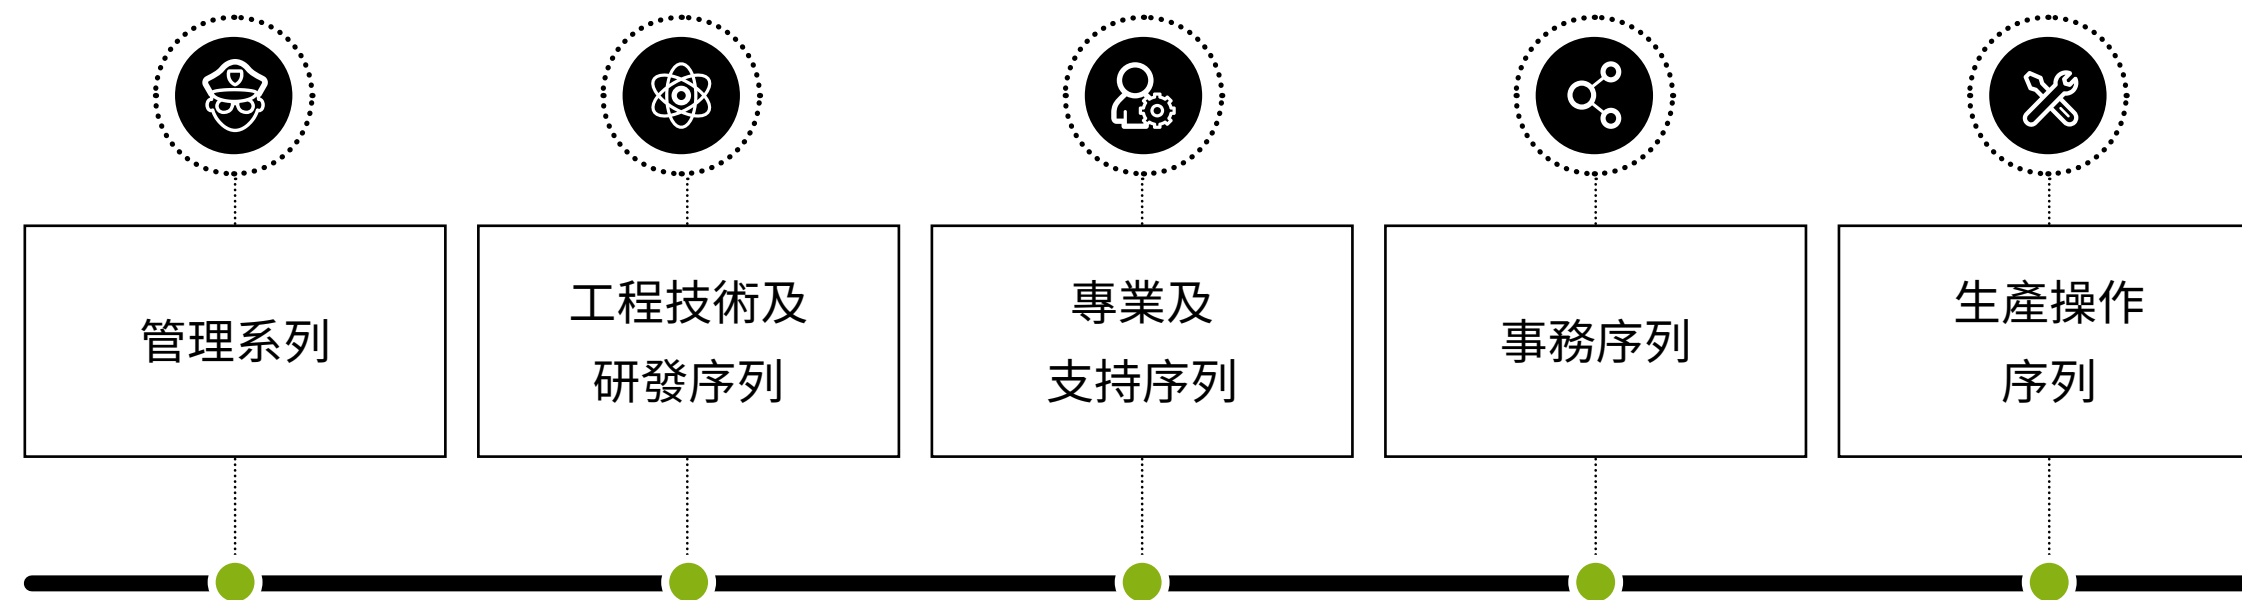 管理系列
工程技術及
研發序列
專業及
支持序列
事務序列
生產操作
序列